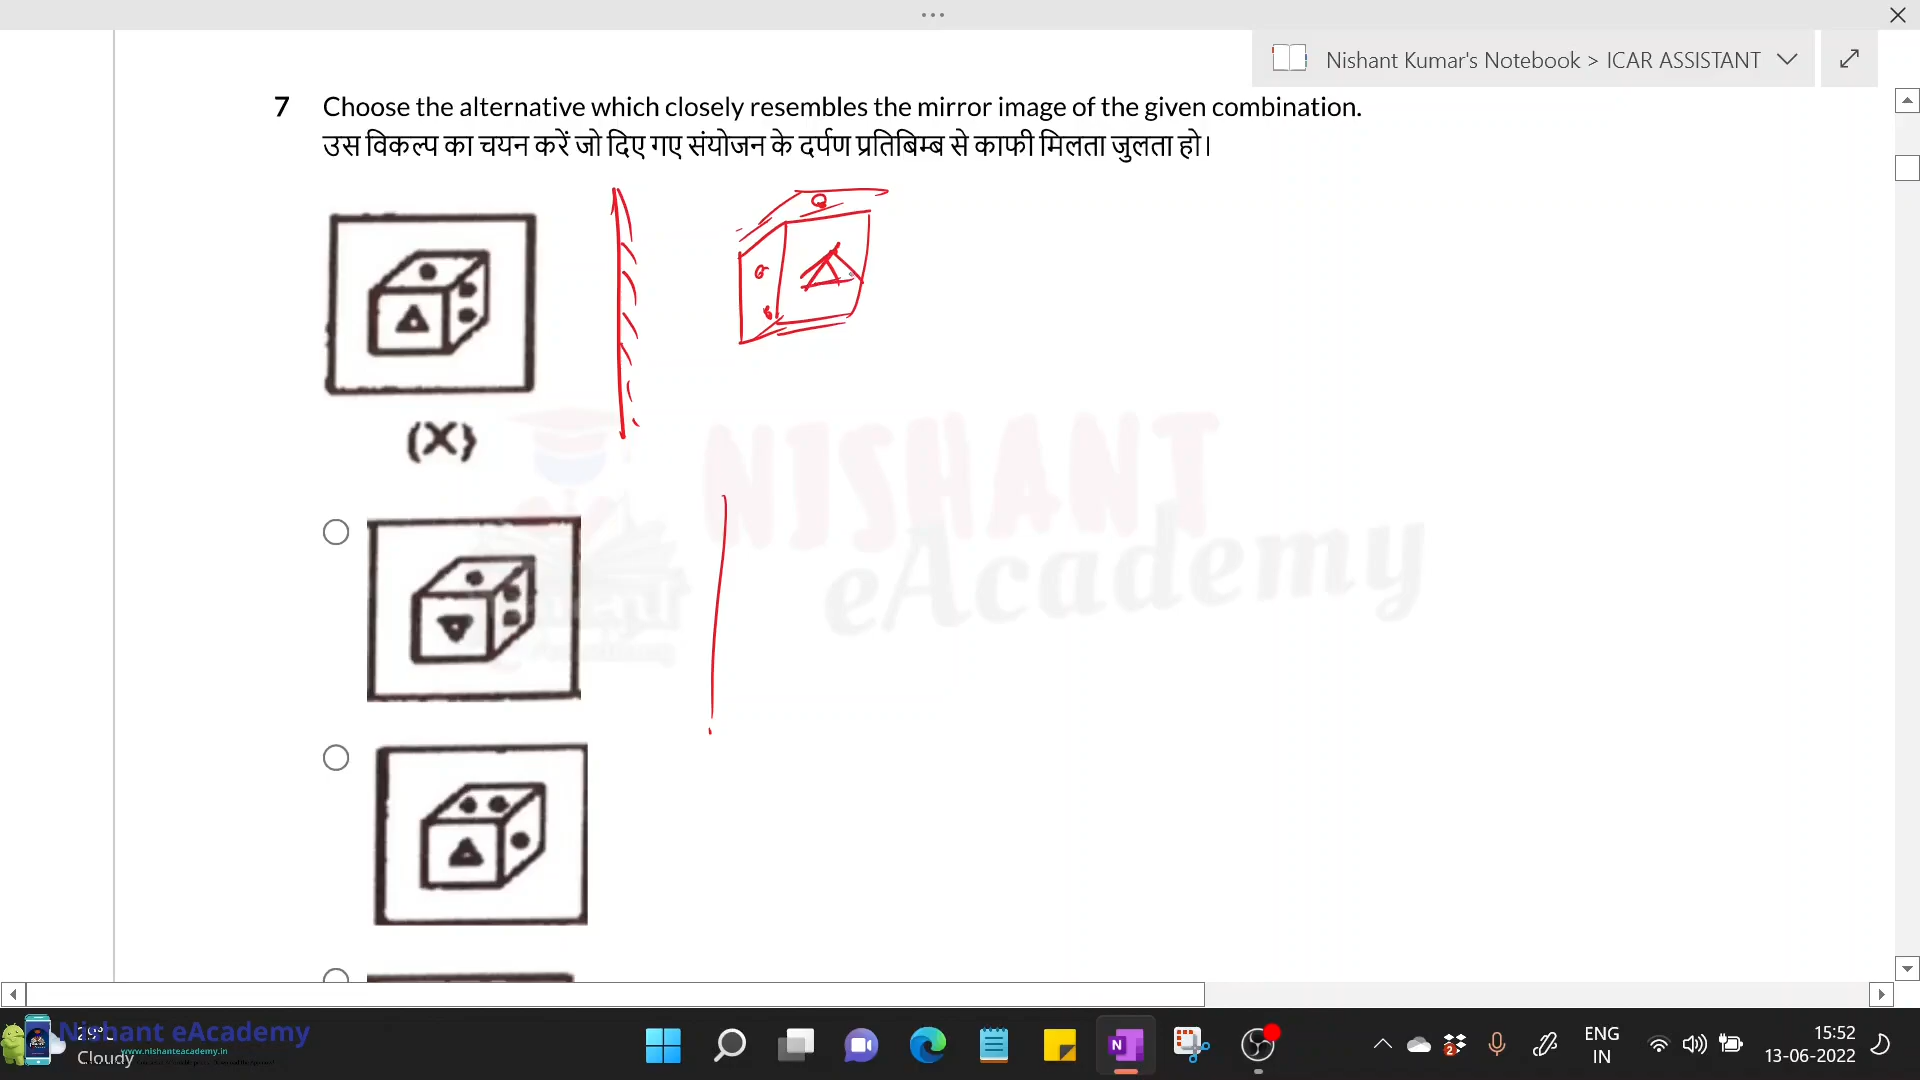 Nishant Kumar's Notebook > ICAR ASSISTANT
7 Choose the alternative which closely resembles the mirror image of the given combination.
उस विकल्प का चयन करें जो दिए गए संयोजन के दर्पण प्रतिबिम्ब से काफी मिलता जुलता हो।
(X)
NISHANT
eAcademy
Nishant eAcademy
www.nishanteacademy.in
Cloudy
2
ENG
IN
15:52
13-06-2022